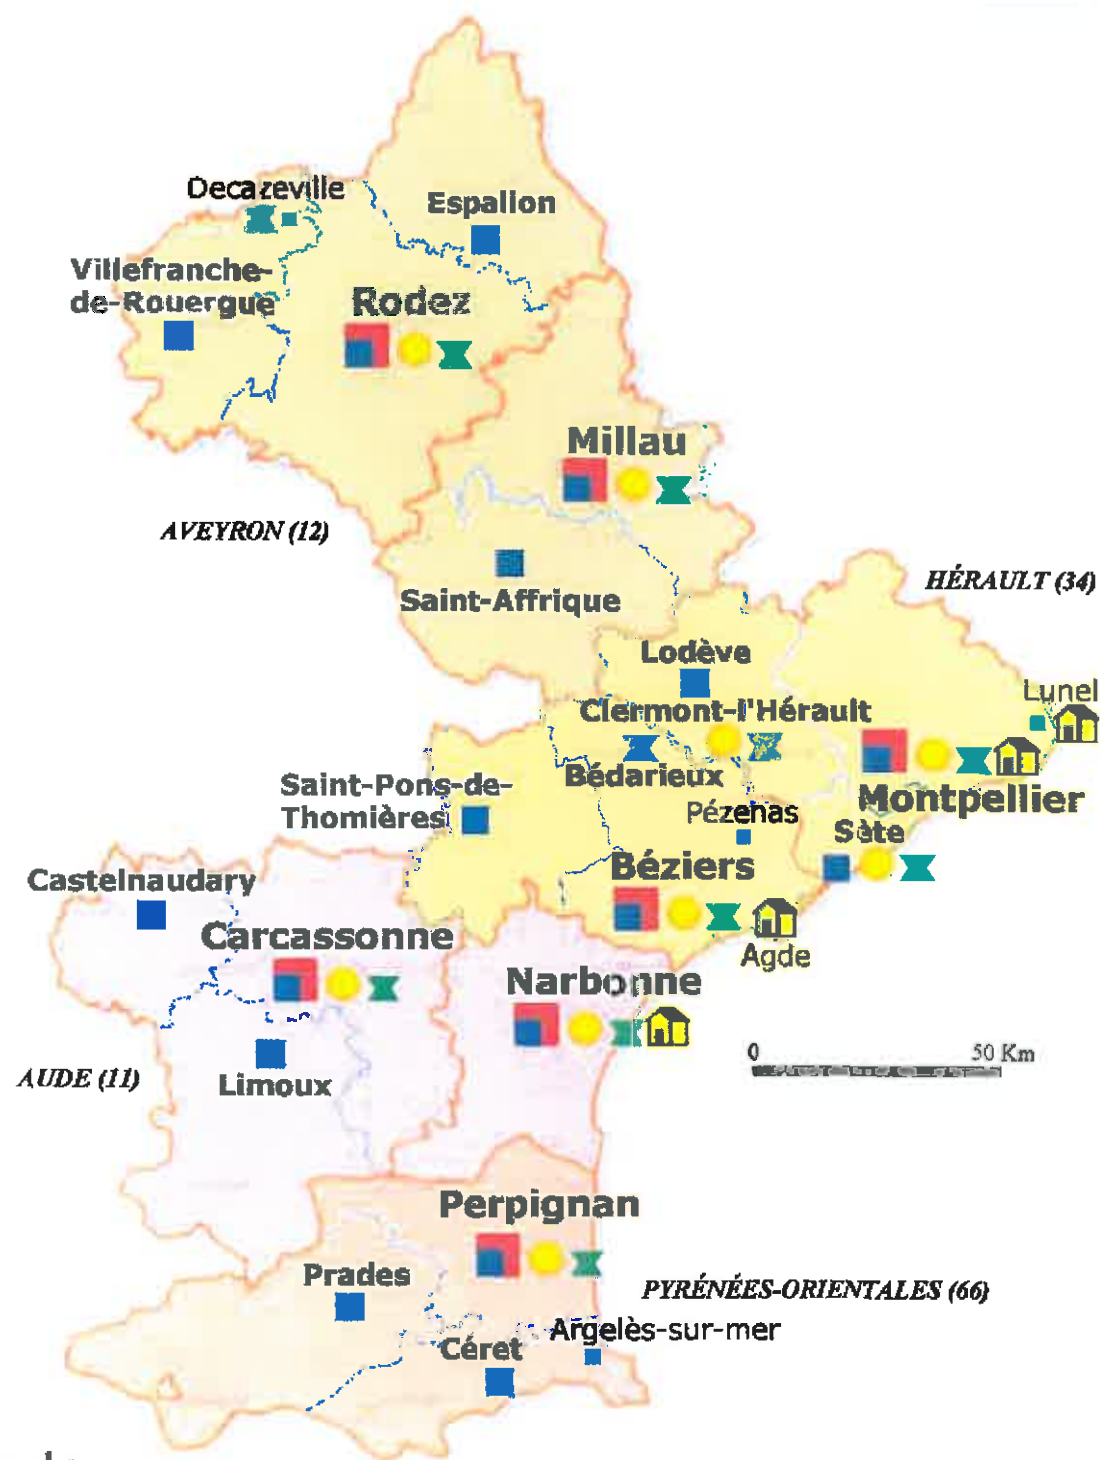 Decazeville
Espalion
Villefranche-
de-Rouergue
Rodez
Millau
AVEYRON (12)
HÉRAULT (34)
Saint-Affrique
Lodève
Lunel
Clermont-l'Hérault
Bédarieux
Saint-Pons-de-
Thomières
Pézenas
Montpellier
Sète
Béziers
Castelnaudary
Carcassonne
Agde
Narbonne
0 50 Km
AUDE (11)
Limoux
Perpignan
Prades
PYRÉNÉES-ORIENTALES (66)
Argelès-sur-mer
Céret